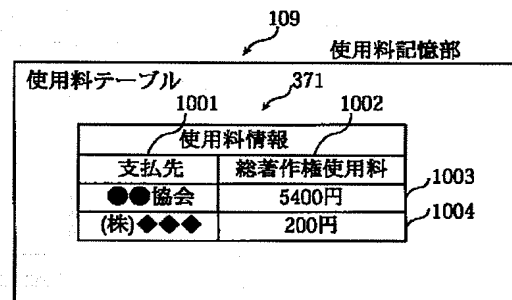 109
使用料記憶部
使用料テーブル
371
1001
1002
使用料情報
支払先 総著作権使用料
●●協会 5400円
1003
(株)◆◆◆ 200円
1004